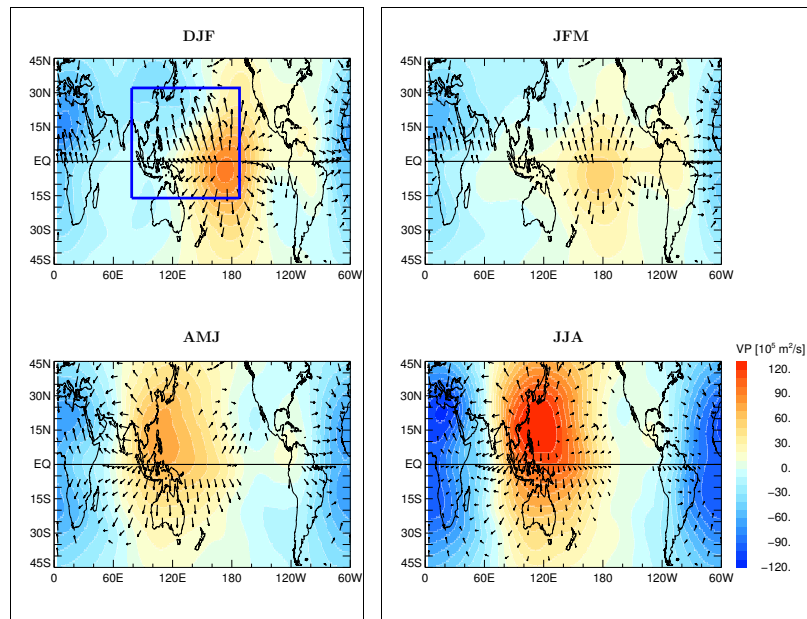 DJF
45N
30N
15N
EQ
15S
30S
45S
0 60E 120E 180 120W 60W
JFM
45N
30N
15N
EQ
15S
30S
45S
0 60E 120E 180 120W 60W
AMJ
45N
30N
15N
EQ
15S
30S
45S
0 60E 120E 180 120W 60W
JJA
45N
30N
15N
EQ
15S
30S
45S
0 60E 120E 180 120W 60W
VP [10⁵ m²/s]
120.
90.
60.
30.
0.
−30.
−60.
−90.
−120.